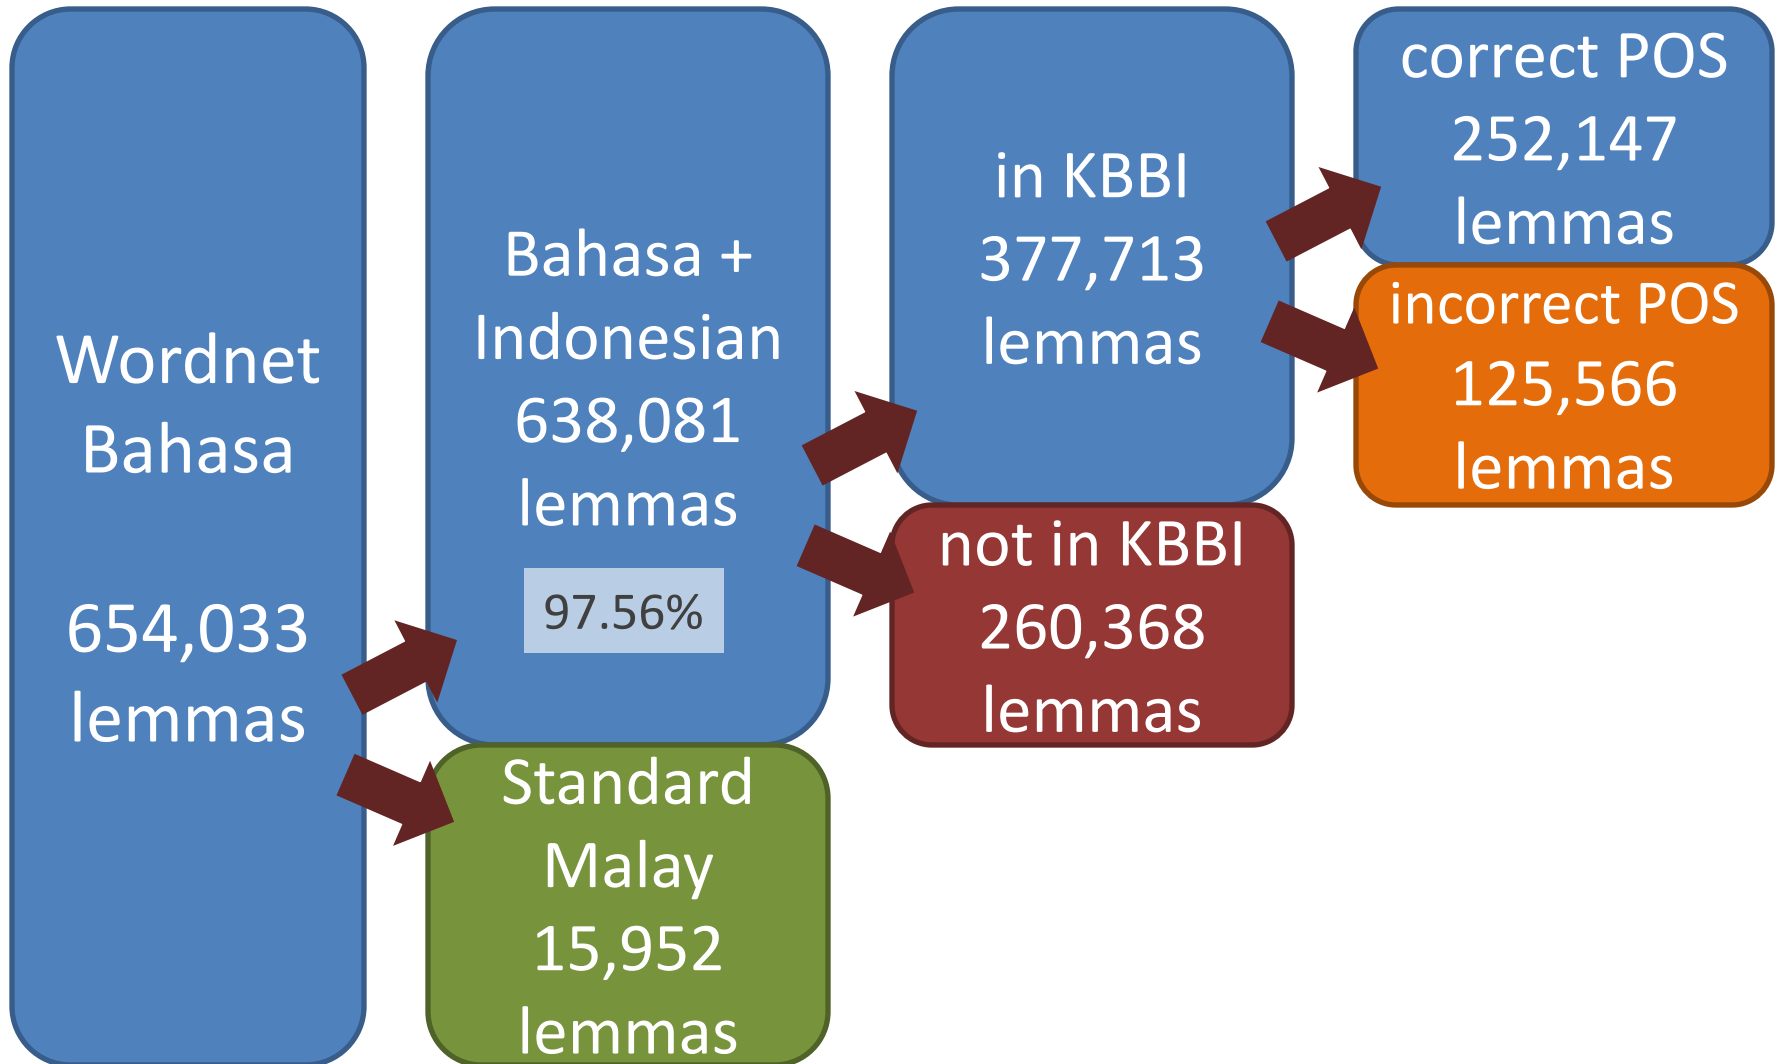 Wordnet
Bahasa
654,033
lemmas
Bahasa +
Indonesian
638,081
lemmas
97.56%
Standard
Malay
15,952
lemmas
in KBBI
377,713
lemmas
not in KBBI
260,368
lemmas
correct POS
252,147
lemmas
incorrect POS
125,566
lemmas